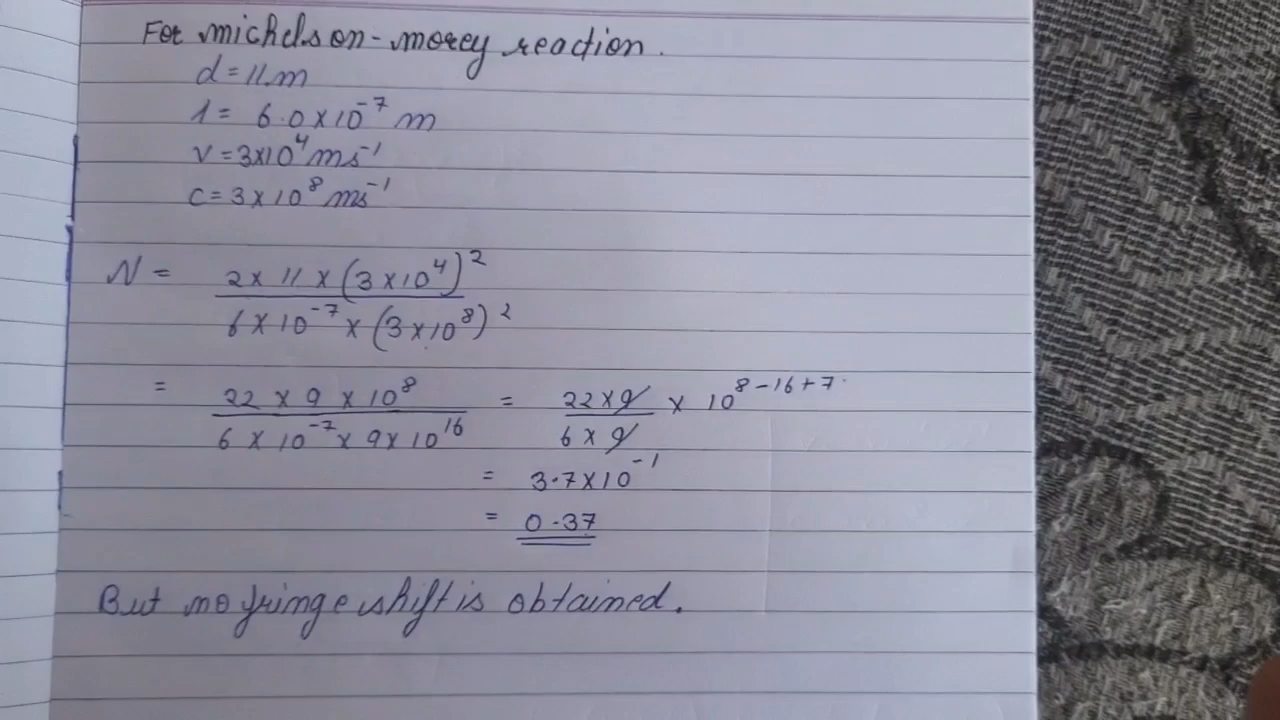 For michelson-morey reaction.
d = 11m
λ = 6.0 × 10⁻⁷ m
v = 3×10⁴ ms⁻¹
c = 3 × 10⁸ ms⁻¹
N = 2 × 11 × (3 × 10⁴)² / 6 × 10⁻⁷ × (3 × 10⁸)²
= 22 × 9 × 10⁸ / 6 × 10⁻⁷ × 9 × 10¹⁶ = 22 × 9 / 6 × 9 × 10⁸⁻¹⁶⁺⁷
= 3.7 × 10⁻¹
= 0.37
But no fringe shift is obtained.